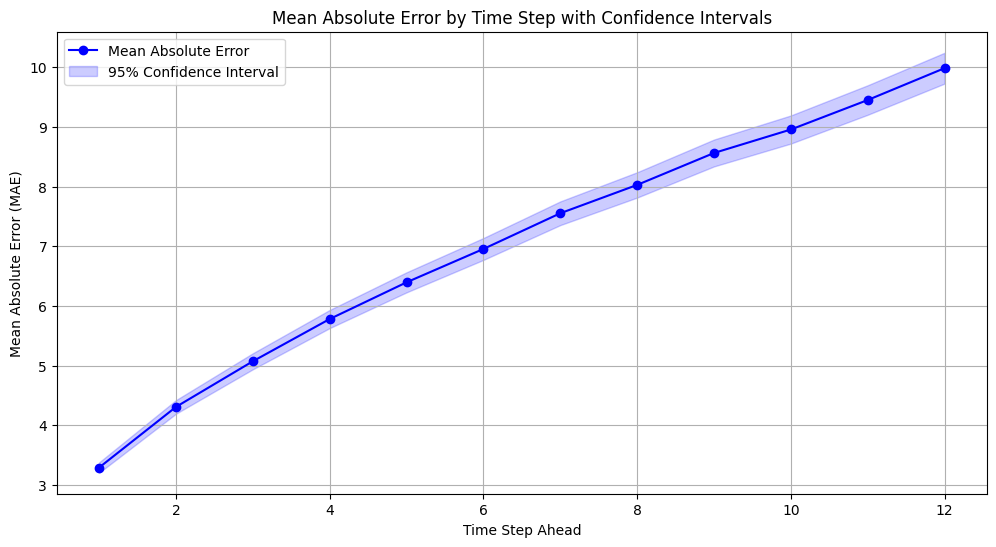 Mean Absolute Error by Time Step with Confidence Intervals
Mean Absolute Error
95% Confidence Interval
Mean Absolute Error (MAE)
10
9
8
7
6
5
4
3
2 4 6 8 10 12
Time Step Ahead